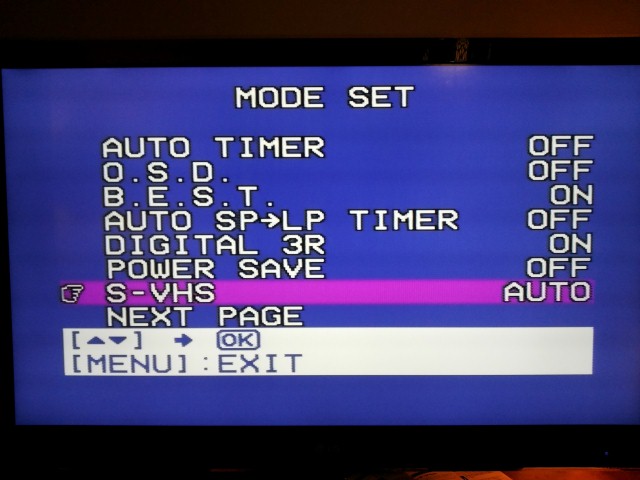 MODE SET
AUTO TIMER OFF
O.S.D. OFF
B.E.S.T. ON
AUTO SP→LP TIMER OFF
DIGITAL 3R ON
POWER SAVE OFF
S-VHS AUTO
NEXT PAGE
[▲▼] → OK
[MENU]:EXIT